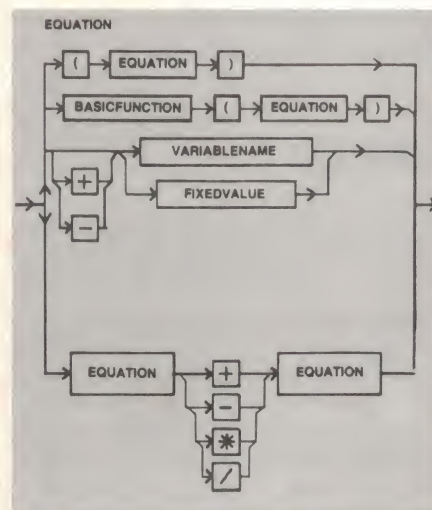 EQUATION
( EQUATION )
BASICFUNCTION ( EQUATION )
VARIABLENAME
+ FIXEDVALUE
-
EQUATION + EQUATION
-
*
/